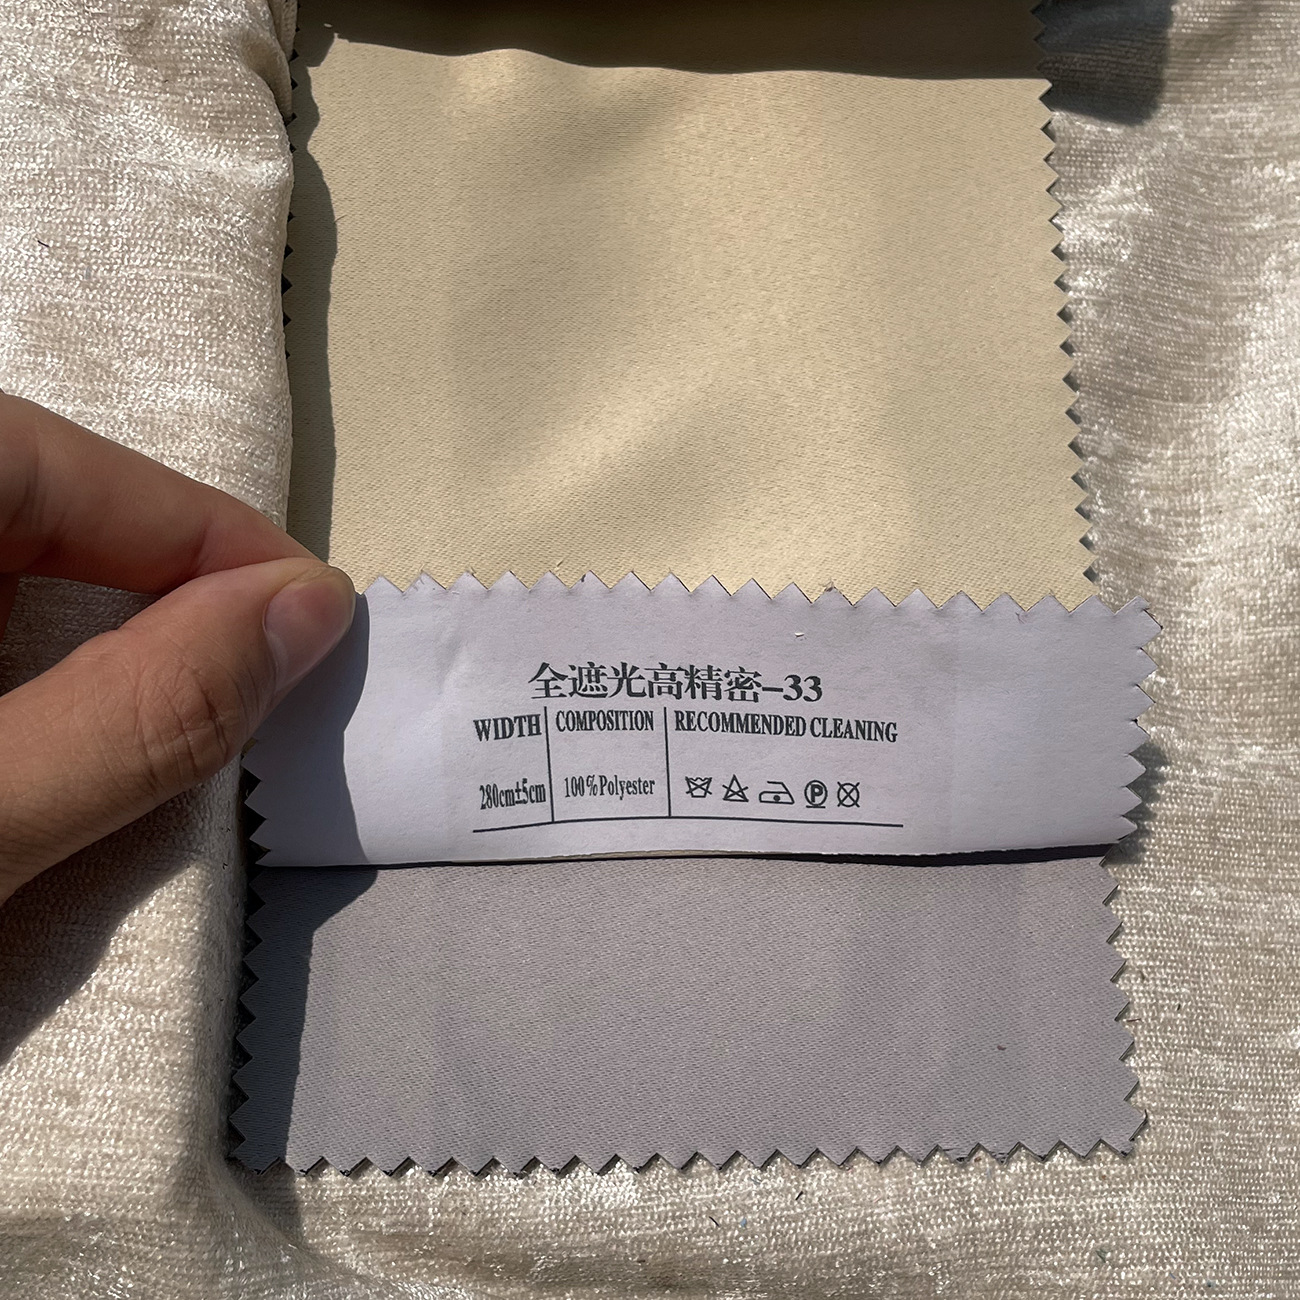 全遮光高精密-33
WIDTH COMPOSITION RECOMMENDED CLEANING
280cm±5cm 100%Polyester P